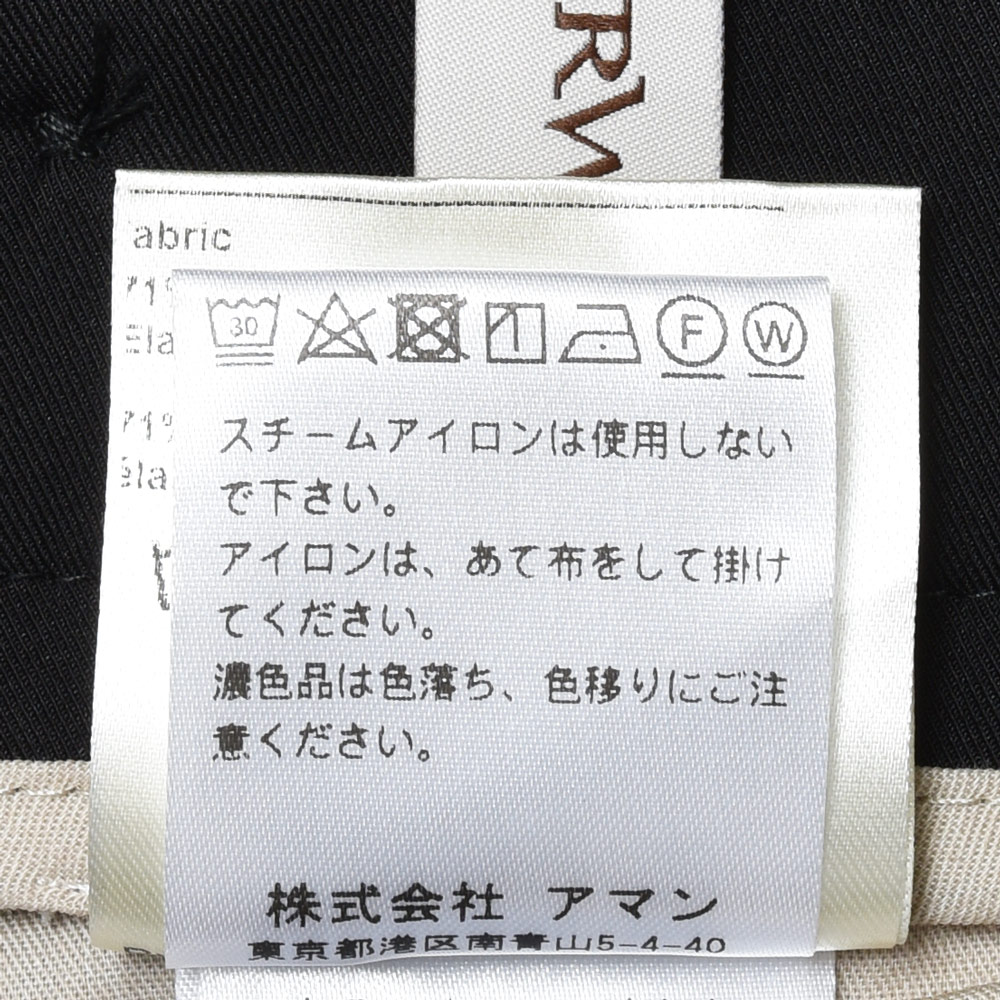 RW
abric
30
F
W
スチームアイロンは使用しない
で下さい。
アイロンは、あて布をして掛け
てください。
濃色品は色落ち、色移りにご注
意ください。
株式会社 アマン
東京都港区南青山5-4-40